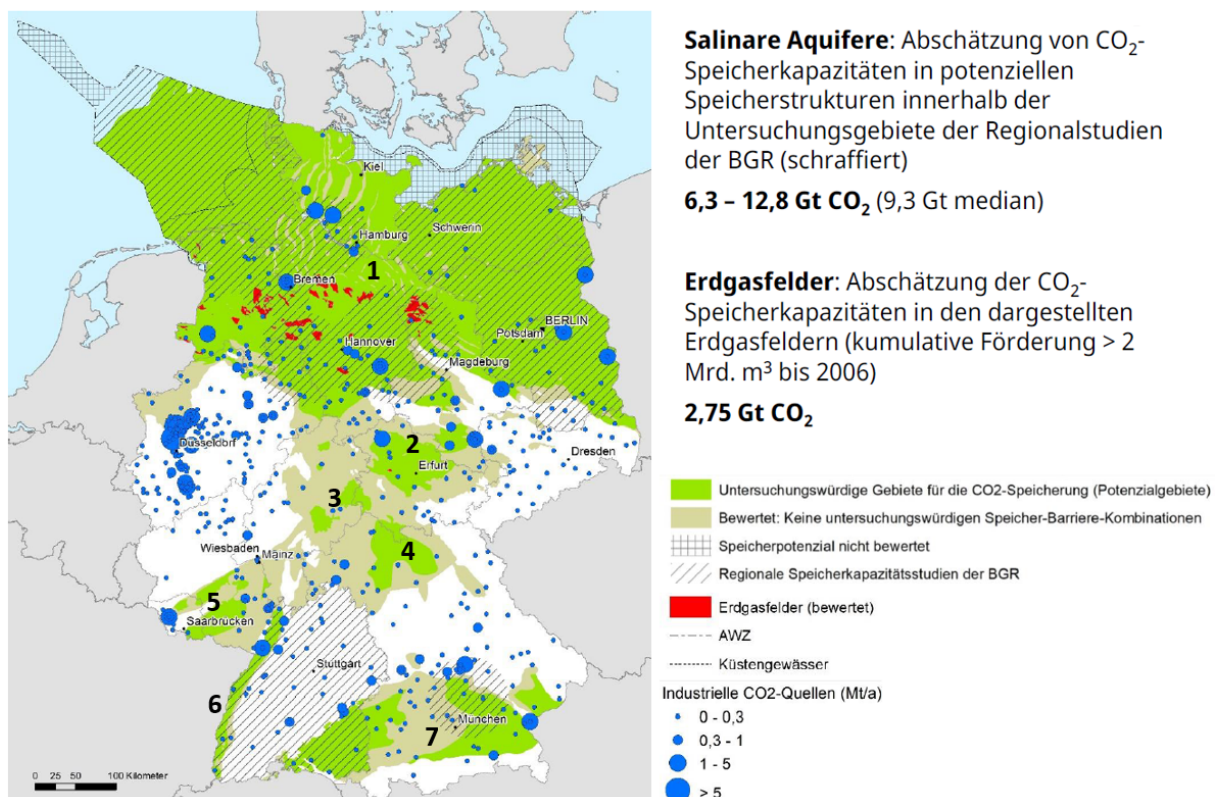 Salinare Aquifere: Abschätzung von CO₂-
Speicherkapazitäten in potenziellen
Speicherstrukturen innerhalb der
Untersuchungsgebiete der Regionalstudien
der BGR (schraffiert)
6,3 – 12,8 Gt CO₂ (9,3 Gt median)
Erdgasfelder: Abschätzung der CO₂-
Speicherkapazitäten in den dargestellten
Erdgasfeldern (kumulative Förderung > 2
Mrd. m³ bis 2006)
2,75 Gt CO₂
Kiel
Hamburg
Schwerin
1
Bremen
BERLIN
Potsdam
Hannover
Magdeburg
Düsseldorf
2
Erfurt
Dresden
3
4
Wiesbaden
Mainz
5
Saarbrücken
Stuttgart
6
7
München
0 25 50 100 Kilometer
Untersuchungswürdige Gebiete für die CO2-Speicherung (Potenzialgebiete)
Bewertet: Keine untersuchungswürdigen Speicher-Barriere-Kombinationen
Speicherpotenzial nicht bewertet
Regionale Speicherkapazitätsstudien der BGR
Erdgasfelder (bewertet)
AWZ
Küstengewässer
Industrielle CO2-Quellen (Mt/a)
0 - 0,3
0,3 - 1
1 - 5
> 5